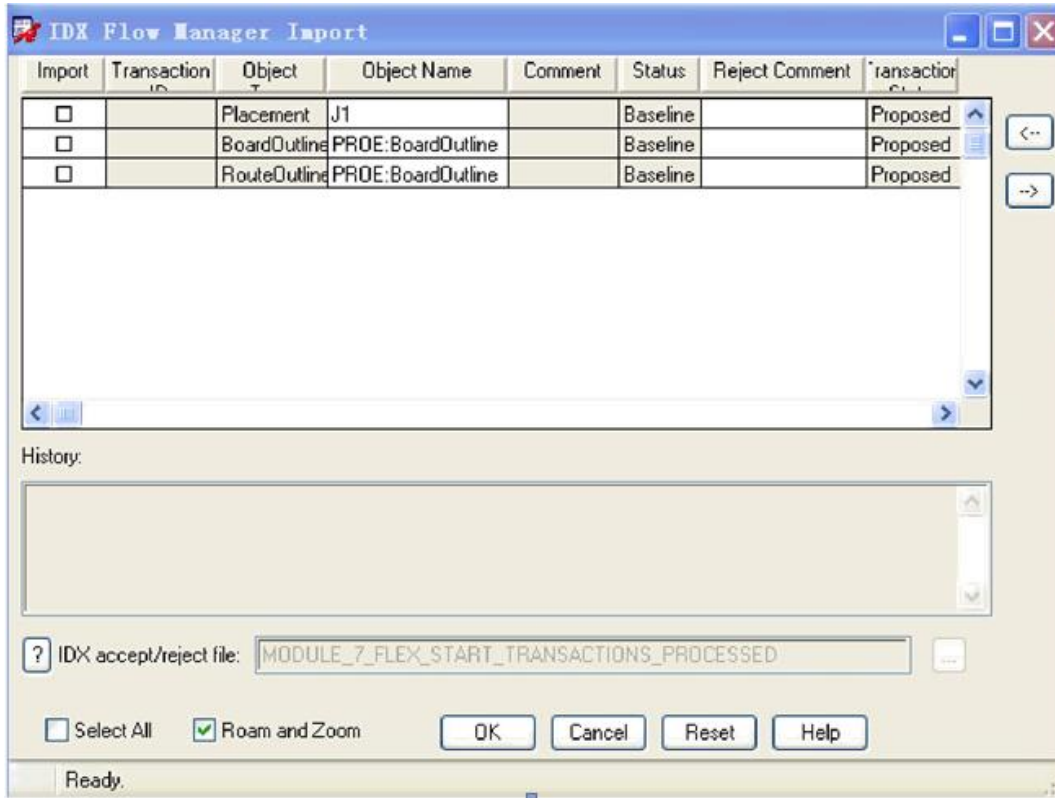 IDX Flow Manager Import
Import Transaction Object Object Name Comment Status Reject Comment Transaction
Placement J1 Baseline Proposed
BoardOutline PROE:BoardOutline Baseline Proposed
RouteOutline PROE:BoardOutline Baseline Proposed
<--
-->
History:
? IDX accept/reject file: MODULE_7_FLEX_START_TRANSACTIONS_PROCESSED ...
Select All Roam and Zoom OK Cancel Reset Help
Ready.